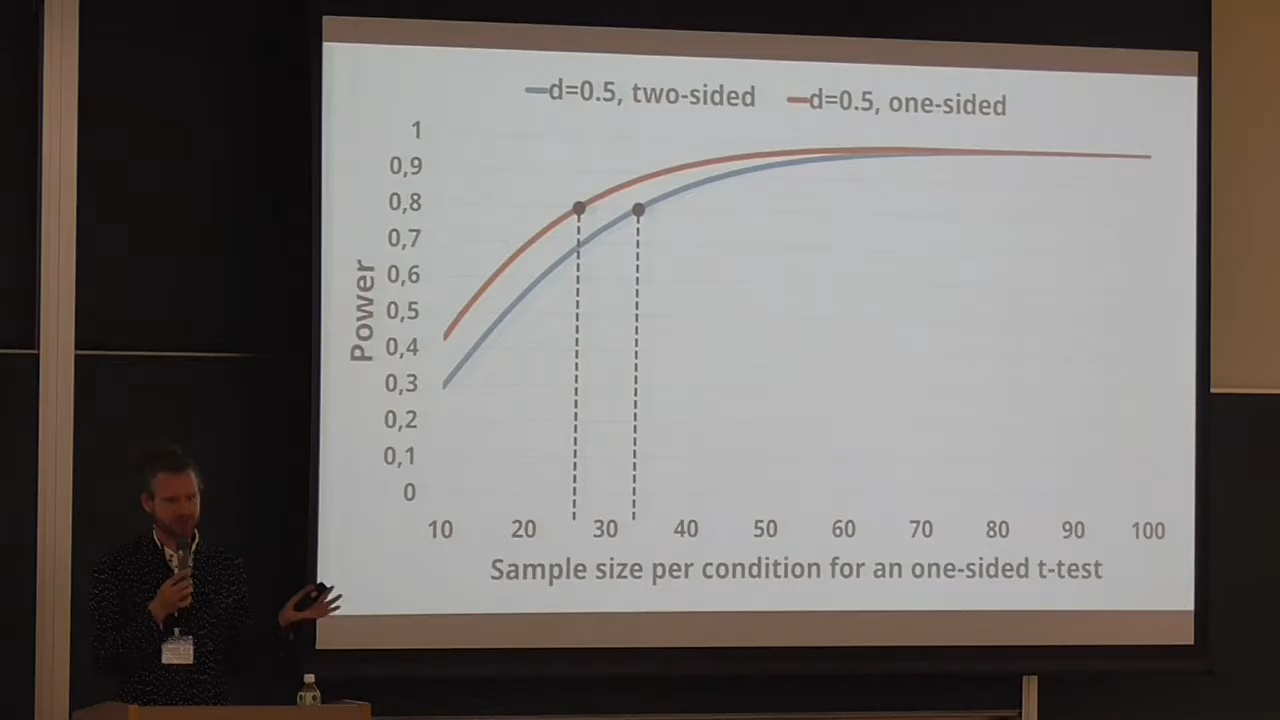 d=0.5, two-sided d=0.5, one-sided
1
0,9
0,8
0,7
0,6
0,5
0,4
0,3
0,2
0,1
0
Power
10 20 30 40 50 60 70 80 90 100
Sample size per condition for an one-sided t-test